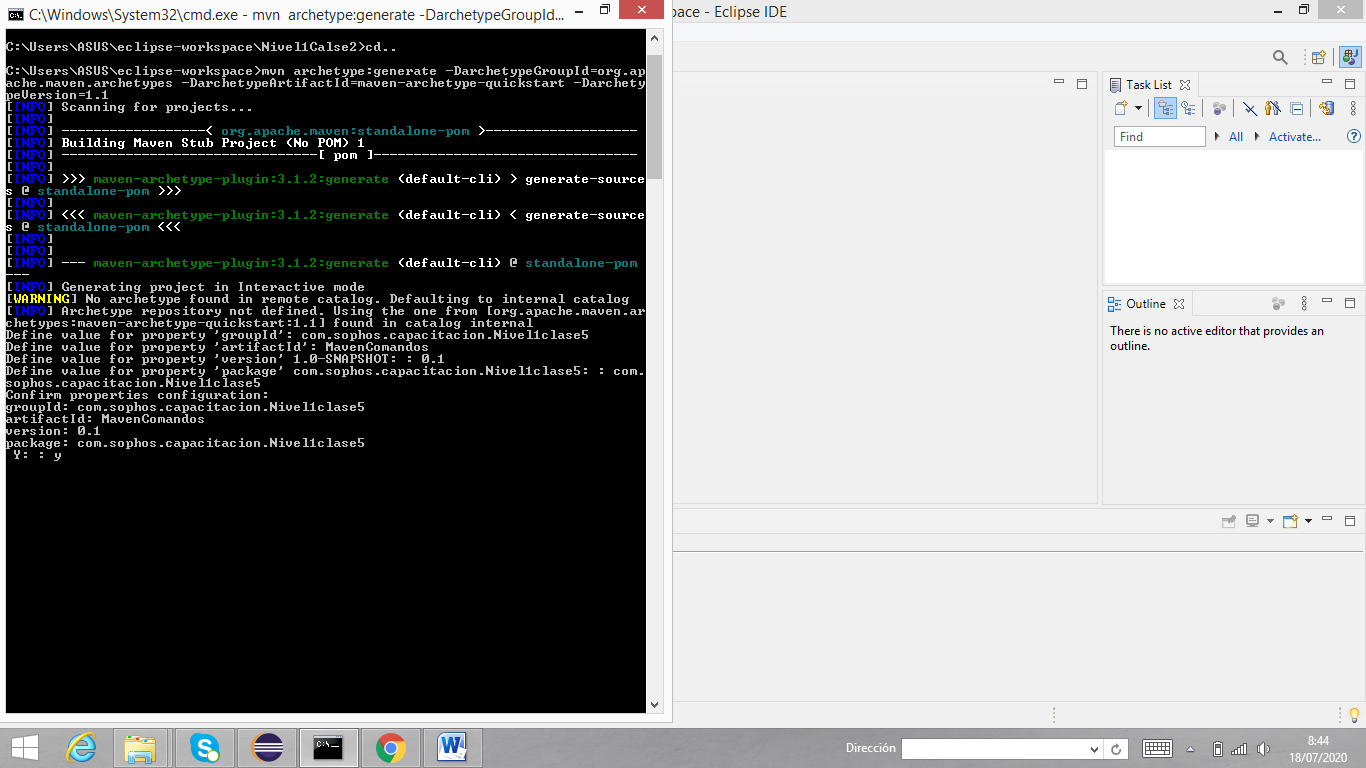 C:\Windows\System32\cmd.exe - mvn  archetype:generate -DarchetypeGroupId...
pace - Eclipse IDE
C:\Users\ASUS\eclipse-workspace\Nivel1Calse2>cd..
C:\Users\ASUS\eclipse-workspace>mvn archetype:generate -DarchetypeGroupId=org.ap
ache.maven.archetypes -DarchetypeArtifactId=maven-archetype-quickstart -Darchety
peVersion=1.1
[INFO] Scanning for projects...
[INFO]
[INFO] ------------------< org.apache.maven:standalone-pom >-------------------
[INFO] Building Maven Stub Project (No POM) 1
[INFO] --------------------------------[ pom ]---------------------------------
[INFO]
[INFO] >>> maven-archetype-plugin:3.1.2:generate (default-cli) > generate-source
s @ standalone-pom >>>
[INFO]
[INFO] <<< maven-archetype-plugin:3.1.2:generate (default-cli) < generate-source
s @ standalone-pom <<<
[INFO]
[INFO]
[INFO] --- maven-archetype-plugin:3.1.2:generate (default-cli) @ standalone-pom
---
[INFO] Generating project in Interactive mode
[WARNING] No archetype found in remote catalog. Defaulting to internal catalog
[INFO] Archetype repository not defined. Using the one from [org.apache.maven.ar
chetypes:maven-archetype-quickstart:1.1] found in catalog internal
Define value for property 'groupId': com.sophos.capacitacion.Nivel1clase5
Define value for property 'artifactId': MavenComandos
Define value for property 'version' 1.0-SNAPSHOT: : 0.1
Define value for property 'package' com.sophos.capacitacion.Nivel1clase5: : com.
sophos.capacitacion.Nivel1clase5
Confirm properties configuration:
groupId: com.sophos.capacitacion.Nivel1clase5
artifactId: MavenComandos
version: 0.1
package: com.sophos.capacitacion.Nivel1clase5
 Y: : y
Task List
Find
All
Activate...
Outline
There is no active editor that provides an
outline.
Dirección
8:44
18/07/2020